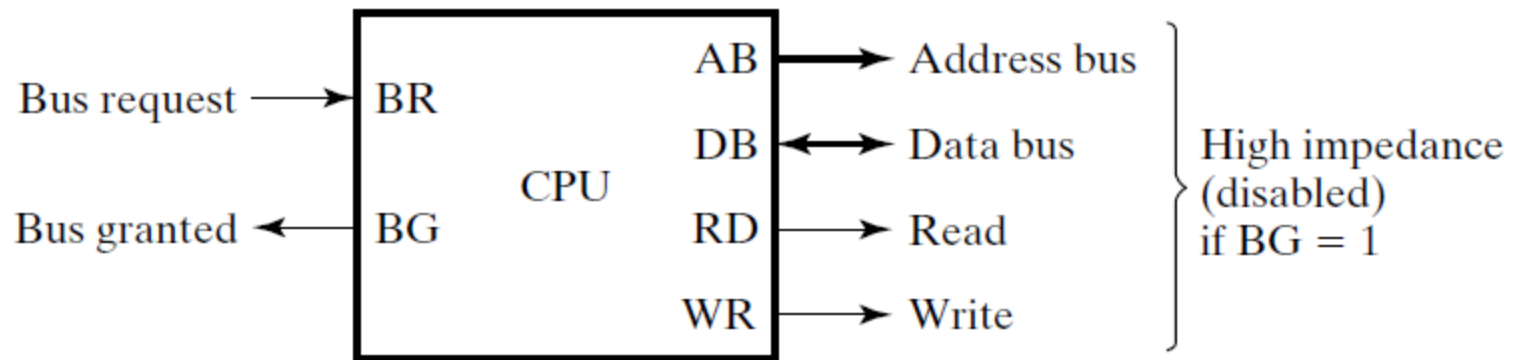 Bus request
BR
Bus granted
BG
CPU
AB
Address bus
DB
Data bus
RD
Read
WR
Write
High impedance
(disabled)
if BG = 1